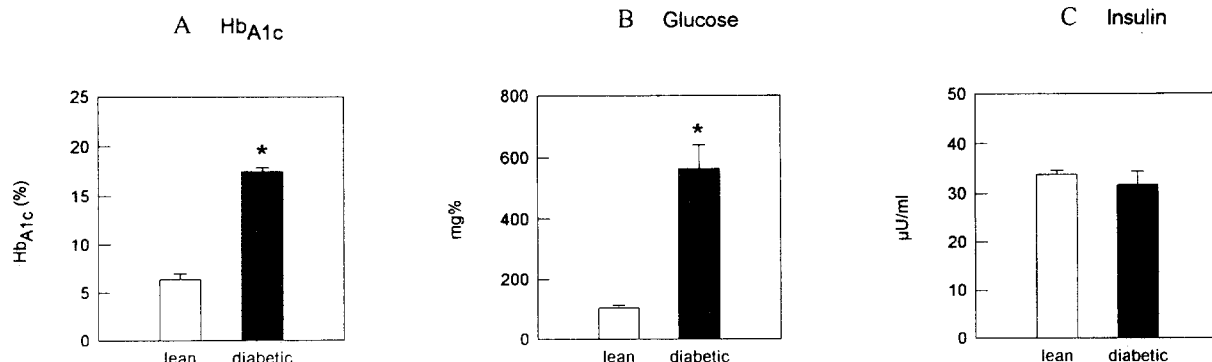 A HbA1c
HbA1c (%)
25
20
15
10
5
0
*
lean diabetic
B Glucose
mg%
800
600
400
200
0
*
lean diabetic
C Insulin
µU/ml
50
40
30
20
10
0
lean diabetic